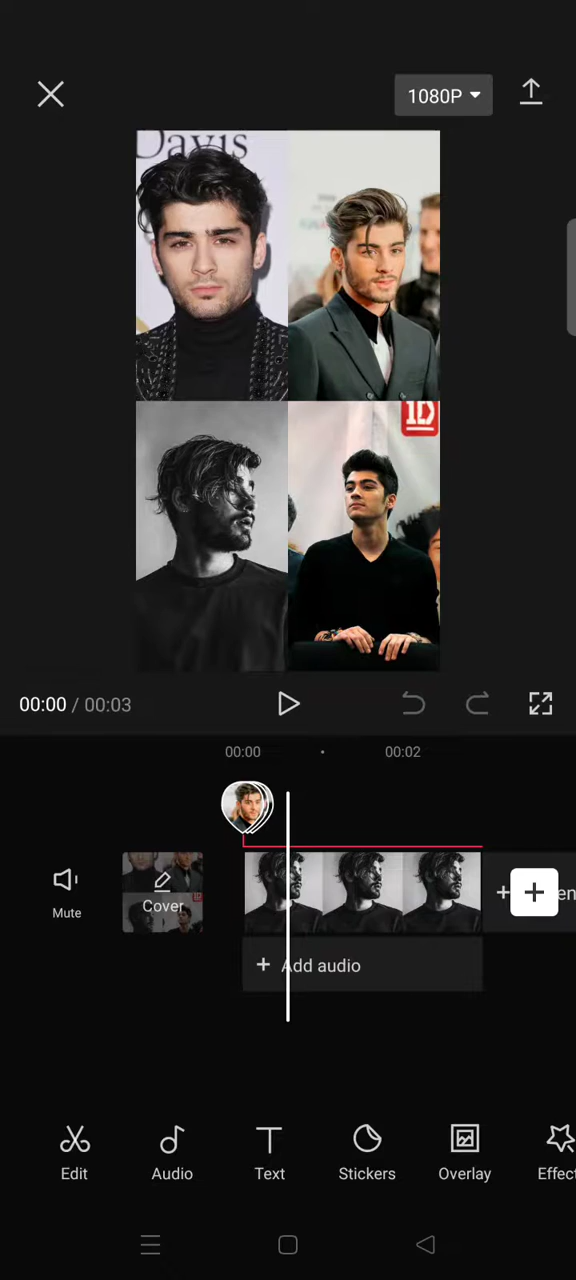 1080P
Davis
1D
00:00 / 00:03
00:00
00:02
Mute
Cover
+ Add audio
Edit
Audio
Text
Stickers
Overlay
Effect